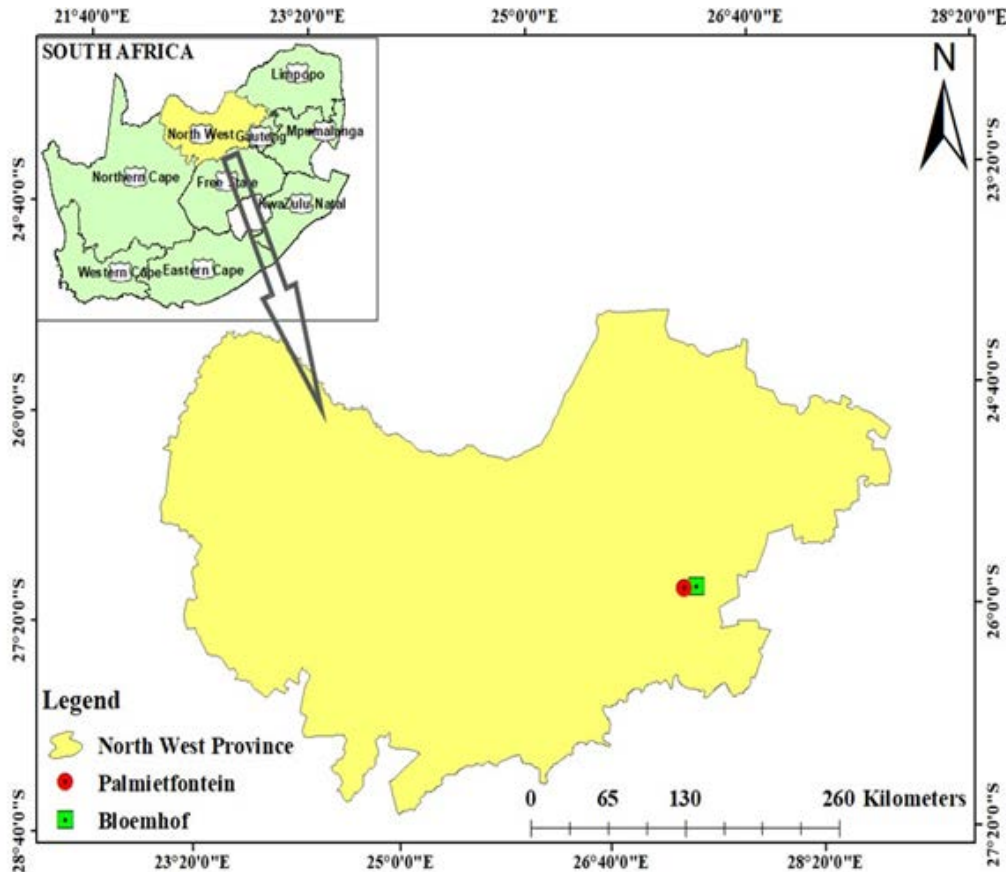 21°40'0"E 23°20'0"E 25°0'0"E 26°40'0"E 28°20'0"E
SOUTH AFRICA
Limpopo
North West Gauteng Mpumalanga
Northern Cape Free State
KwaZulu-Natal
Western Cape Eastern Cape
N
24°40'0"S
26°0'0"S
27°20'0"S
28°40'0"S
23°20'0"S
24°40'0"S
26°0'0"S
27°20'0"S
Legend
North West Province
Palmietfontein
Bloemhof
0 65 130 260 Kilometers
23°20'0"E 25°0'0"E 26°40'0"E 28°20'0"E